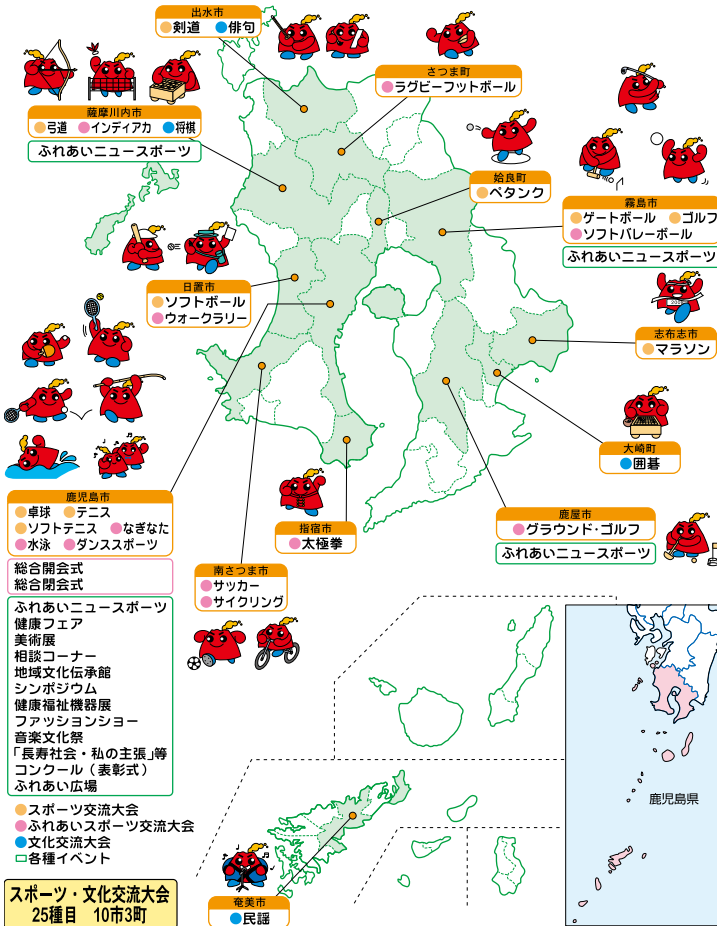 出水市
剣道 俳句
さつま町
ラグビーフットボール
薩摩川内市
弓道 インディアカ 将棋
ふれあいニュースポーツ
姶良町
ペタンク
霧島市
ゲートボール ゴルフ
ソフトバレーボール
ふれあいニュースポーツ
日置市
ソフトボール
ウオークラリー
志布志市
マラソン
大崎町
囲碁
鹿児島市
卓球 テニス
ソフトテニス なぎなた
水泳 ダンススポーツ
総合開会式
総合閉会式
ふれあいニュースポーツ
健康フェア
美術展
相談コーナー
地域文化伝承館
シンポジウム
健康福祉機器展
ファッションショー
音楽文化祭
「長寿社会・私の主張」等
コンクール（表彰式）
ふれあい広場
指宿市
太極拳
鹿屋市
グラウンド・ゴルフ
ふれあいニュースポーツ
南さつま市
サッカー
サイクリング
スポーツ交流大会
ふれあいスポーツ交流大会
文化交流大会
各種イベント
鹿児島県
奄美市
民謡
スポーツ・文化交流大会
25種目 10市3町